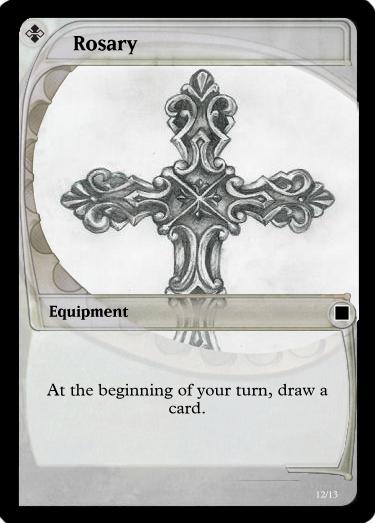 Rosary
Equipment
At the beginning of your turn, draw a
card.
12/13